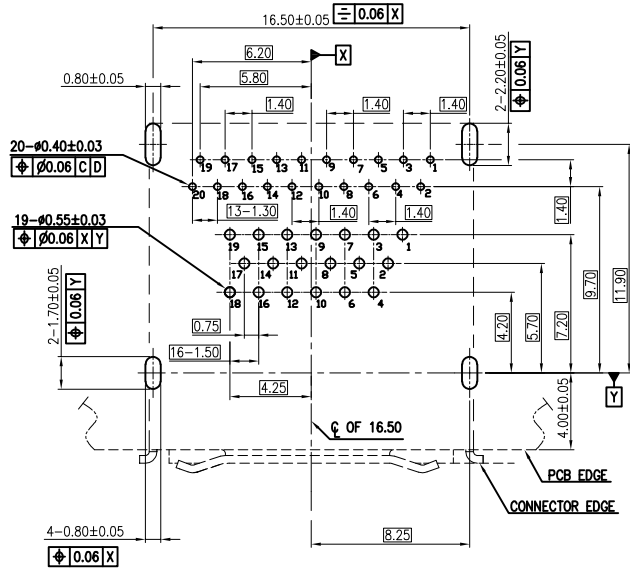 16.50±0.05 ⌯ 0.06 X
6.20
X
5.80
0.80±0.05
1.40 1.40 1.40
2-2.20±0.05
⌖ 0.06 Y
20-ø0.40±0.03
⌖ Ø0.06 C D
19 17 15 13 11 9 7 5 3 1
20 18 16 14 12 10 8 6 4 2
13-1.30 1.40 1.40
1.40
19-ø0.55±0.03
⌖ Ø0.06 X Y
19 15 13 9 7 3 1
17 14 11 8 5 2
18 16 12 10 6 4
9.70
11.90
4.20
5.70
7.20
2-1.70±0.05
⌖ 0.06 Y
0.75
16-1.50
4.25
Y
4.00±0.05
℄ OF 16.50
PCB EDGE
CONNECTOR EDGE
4-0.80±0.05
8.25
⌖ 0.06 X